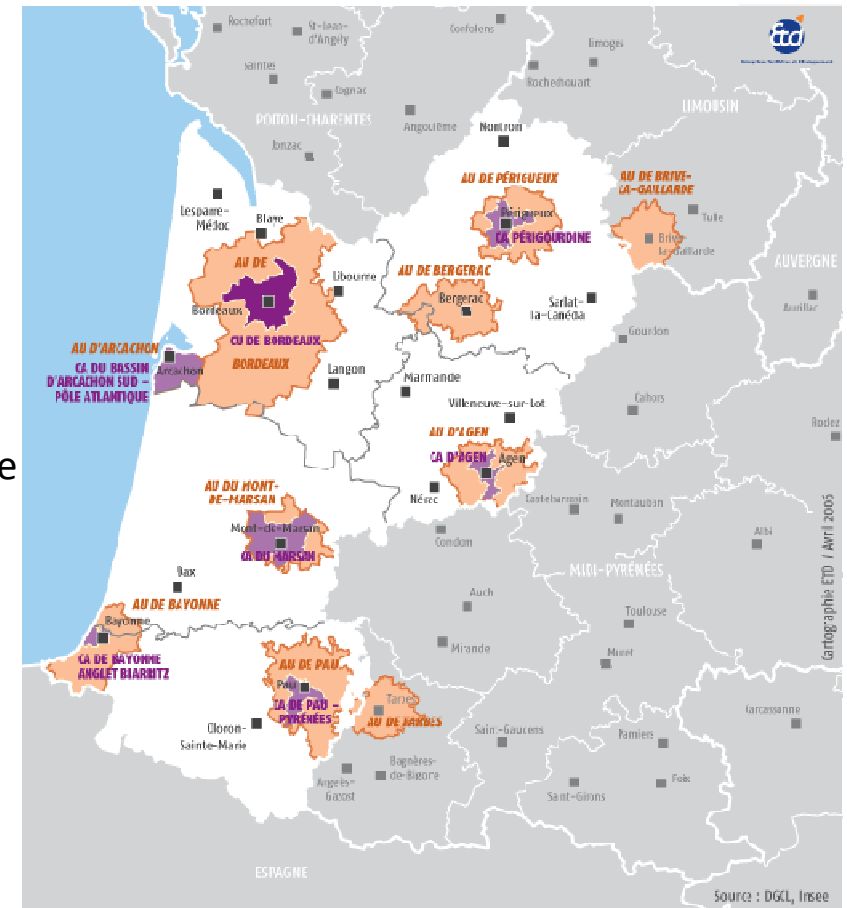 Rochefort
St-Jean-
d'Angély
Confolens
Limoges
Saintes
Rochechouart
Cognac
LIMOUSIN
POITOU-CHARENTES
Angoulême
Nontron
Jonzac
AU DE PÉRIGUEUX
AU DE BRIVE-
LA-GAILLARDE
Lesparre-
Médoc
Blaye
Périgueux
Tulle
CA PÉRIGOURDINE
Brive-
la-Gaillarde
AU DE
AU DE BERGERAC
AUVERGNE
Libourne
Bordeaux
Bergerac
Sarlat-
la-Canéda
Aurillac
CU DE BORDEAUX
Gourdon
AU D'ARCACHON
CA DU BASSIN
D'ARCACHON SUD –
PÔLE ATLANTIQUE
Arcachon
BORDEAUX
Langon
Marmande
Villeneuve-sur-Lot
Cahors
Rodez
AU D'AGEN
CA D'AGEN
Agen
e
AU DU MONT-
DE-MARSAN
Nérac
Castelsarrasin
Montauban
Mont-de-Marsan
Condom
Albi
CA DU MARSAN
MIDI-PYRÉNÉES
Dax
Auch
AU DE BAYONNE
Toulouse
Bayonne
Mirande
Muret
CA DE BAYONNE
ANGLET BIARRITZ
AU DE PAU
Pau
CA DE PAU –
PYRÉNÉES
Tarbes
AU DE TARBES
Carcassonne
Oloron-
Sainte-Marie
Saint-Gaudens
Pamiers
Bagnères-
de-Bigorre
Argelès-
Gazost
Saint-Girons
Foix
ESPAGNE
Cartographie ETD / Avril 2005
Source : DGCL, Insee
Etd